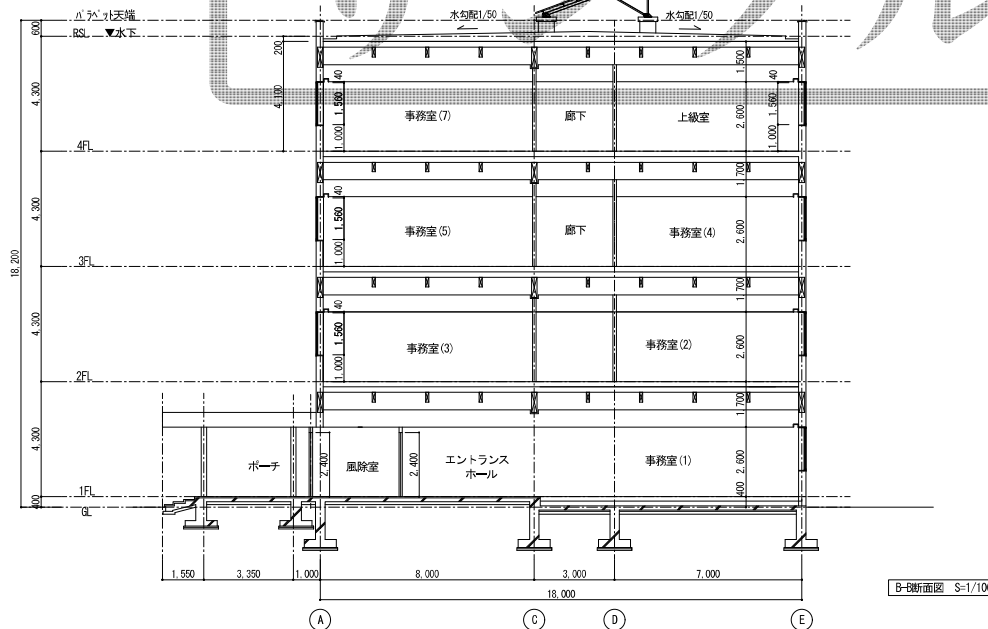 パラペット天端
RSL ▼水下
水勾配1/50
水勾配1/50
600
200
4,300
4,100
1,560
1,000
40
事務室(7)
廊下
上級室
1,500
2,600
40
1,560
1,000
4FL
1,700
4,300
40
1,560
1,000
事務室(5)
廊下
事務室(4)
2,600
18,200
3FL
1,700
4,300
40
1,560
1,000
事務室(3)
事務室(2)
2,600
2FL
1,700
4,300
ポーチ
風除室
エントランス
ホール
事務室(1)
2,400
2,400
2,600
400
1FL
400
GL
1,550
3,350
1,000
8,000
3,000
7,000
18,000
B-B断面図 S=1/10
A
C
D
E